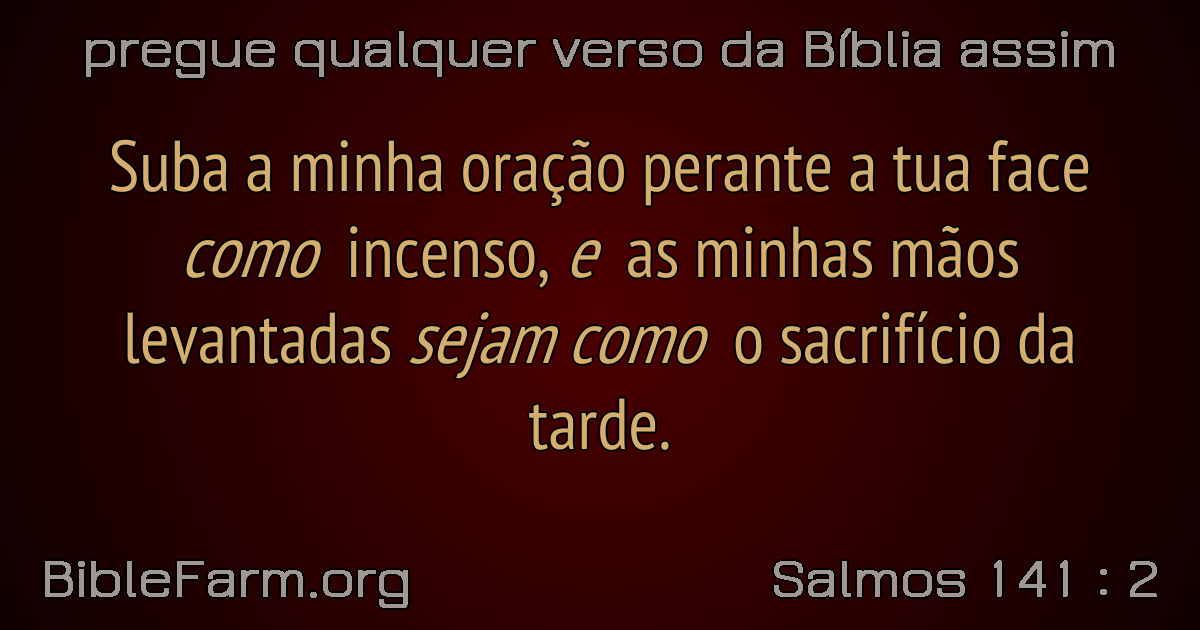 pregue qualquer verso da Bíblia assim
Suba a minha oração perante a tua face
como incenso, e as minhas mãos
levantadas sejam como o sacrifício da
tarde.
BibleFarm.org
Salmos 141 : 2